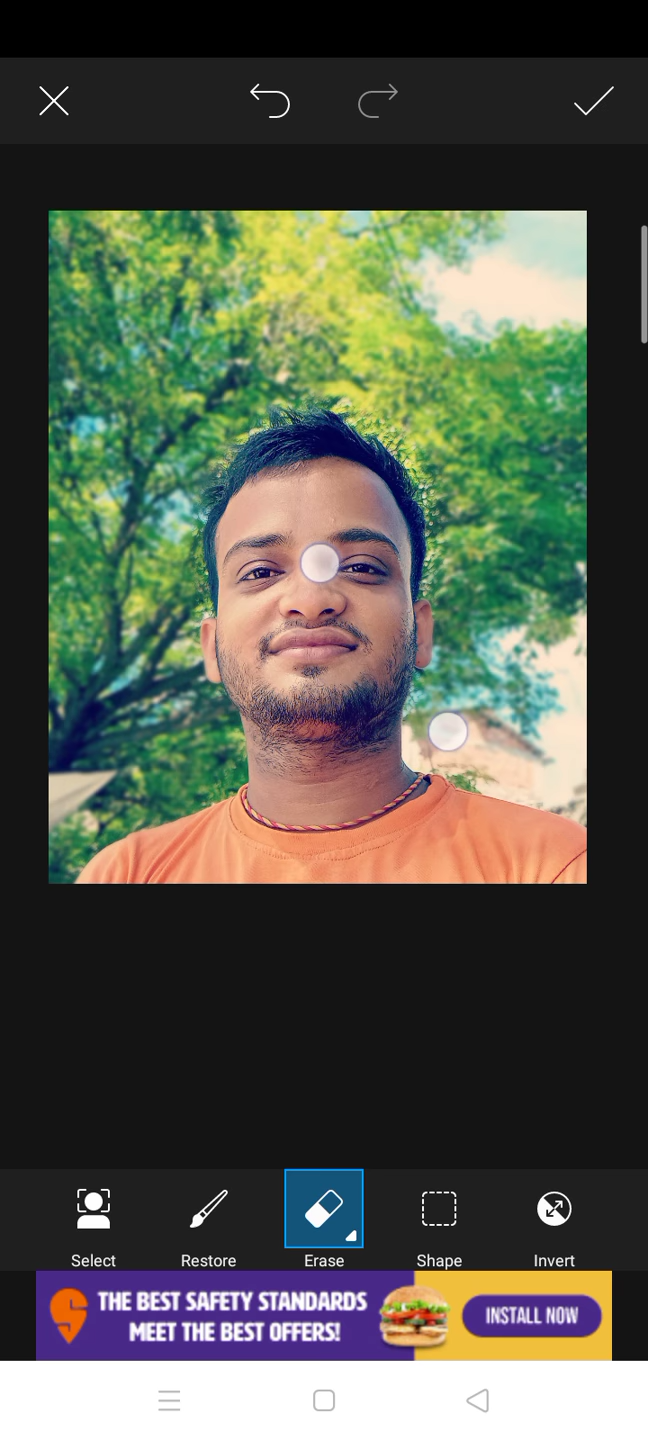 Select
Restore
Erase
Shape
Invert
THE BEST SAFETY STANDARDS
MEET THE BEST OFFERS!
INSTALL NOW